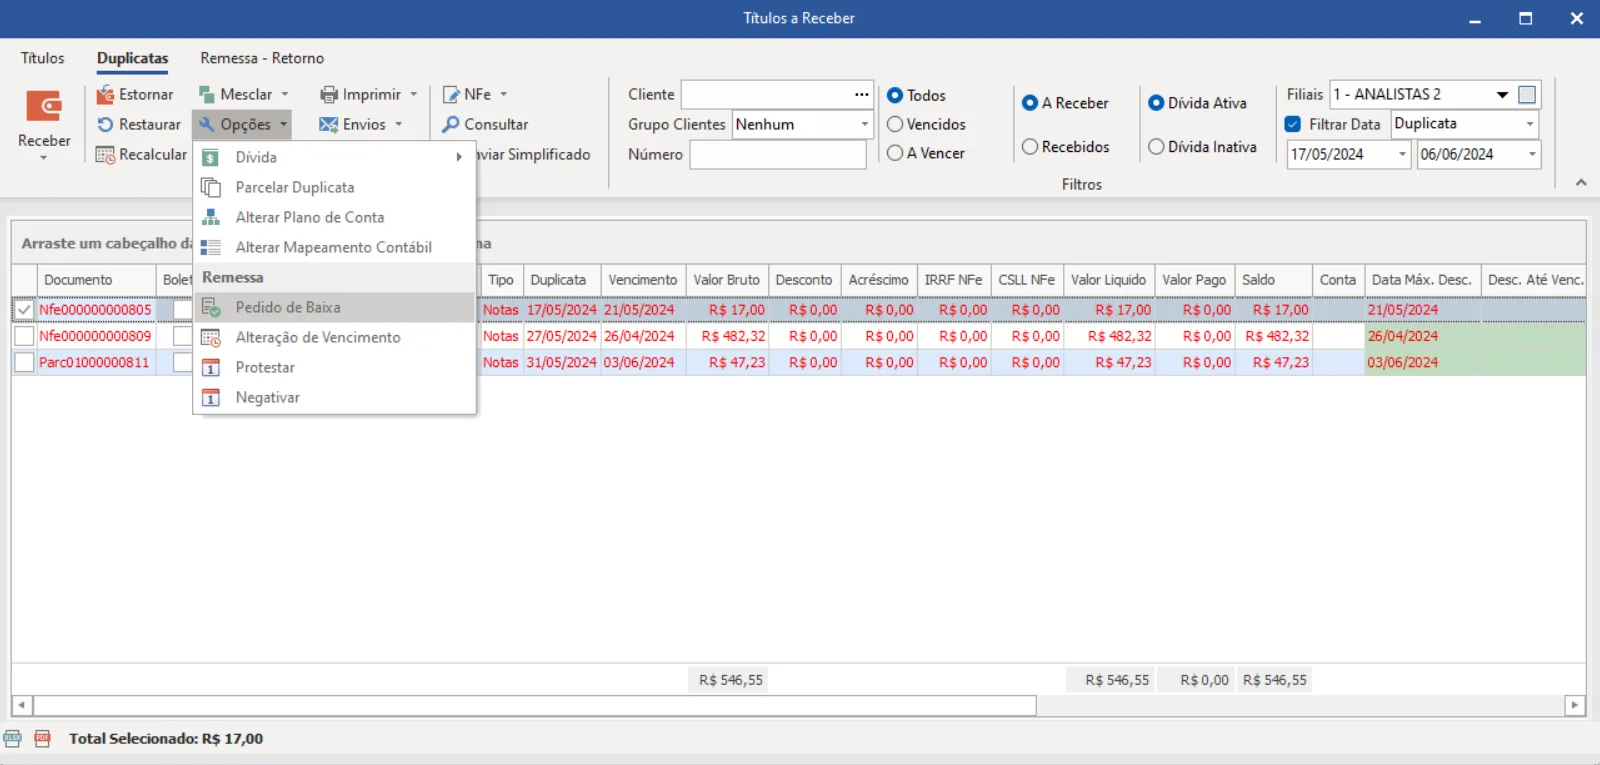 Títulos a Receber
Títulos Duplicatas Remessa - Retorno
Receber
Estornar Mesclar Imprimir NFe
Restaurar Opções Envios Consultar
Recalcular nviar Simplificado
Cliente ...
Grupo Clientes Nenhum
Número
Todos
Vencidos
A Vencer
A Receber
Recebidos
Dívida Ativa
Dívida Inativa
Filiais 1 - ANALISTAS 2
Filtrar Data Duplicata
17/05/2024 06/06/2024
Filtros
Dívida
Parcelar Duplicata
Alterar Plano de Conta
Alterar Mapeamento Contábil
Remessa
Pedido de Baixa
Alteração de Vencimento
Protestar
Negativar
Arraste um cabeçalho da na
Documento Bolet Tipo Duplicata Vencimento Valor Bruto Desconto Acréscimo IRRF NFe CSLL NFe Valor Liquido Valor Pago Saldo Conta Data Máx. Desc. Desc. Até Venc.
Nfe000000000805 Notas 17/05/2024 21/05/2024 R$ 17,00 R$ 0,00 R$ 0,00 R$ 0,00 R$ 0,00 R$ 17,00 R$ 0,00 R$ 17,00 21/05/2024
Nfe000000000809 Notas 27/05/2024 26/04/2024 R$ 482,32 R$ 0,00 R$ 0,00 R$ 0,00 R$ 0,00 R$ 482,32 R$ 0,00 R$ 482,32 26/04/2024
Parc01000000811 Notas 31/05/2024 03/06/2024 R$ 47,23 R$ 0,00 R$ 0,00 R$ 0,00 R$ 0,00 R$ 47,23 R$ 0,00 R$ 47,23 03/06/2024
R$ 546,55 R$ 546,55 R$ 0,00 R$ 546,55
Total Selecionado: R$ 17,00